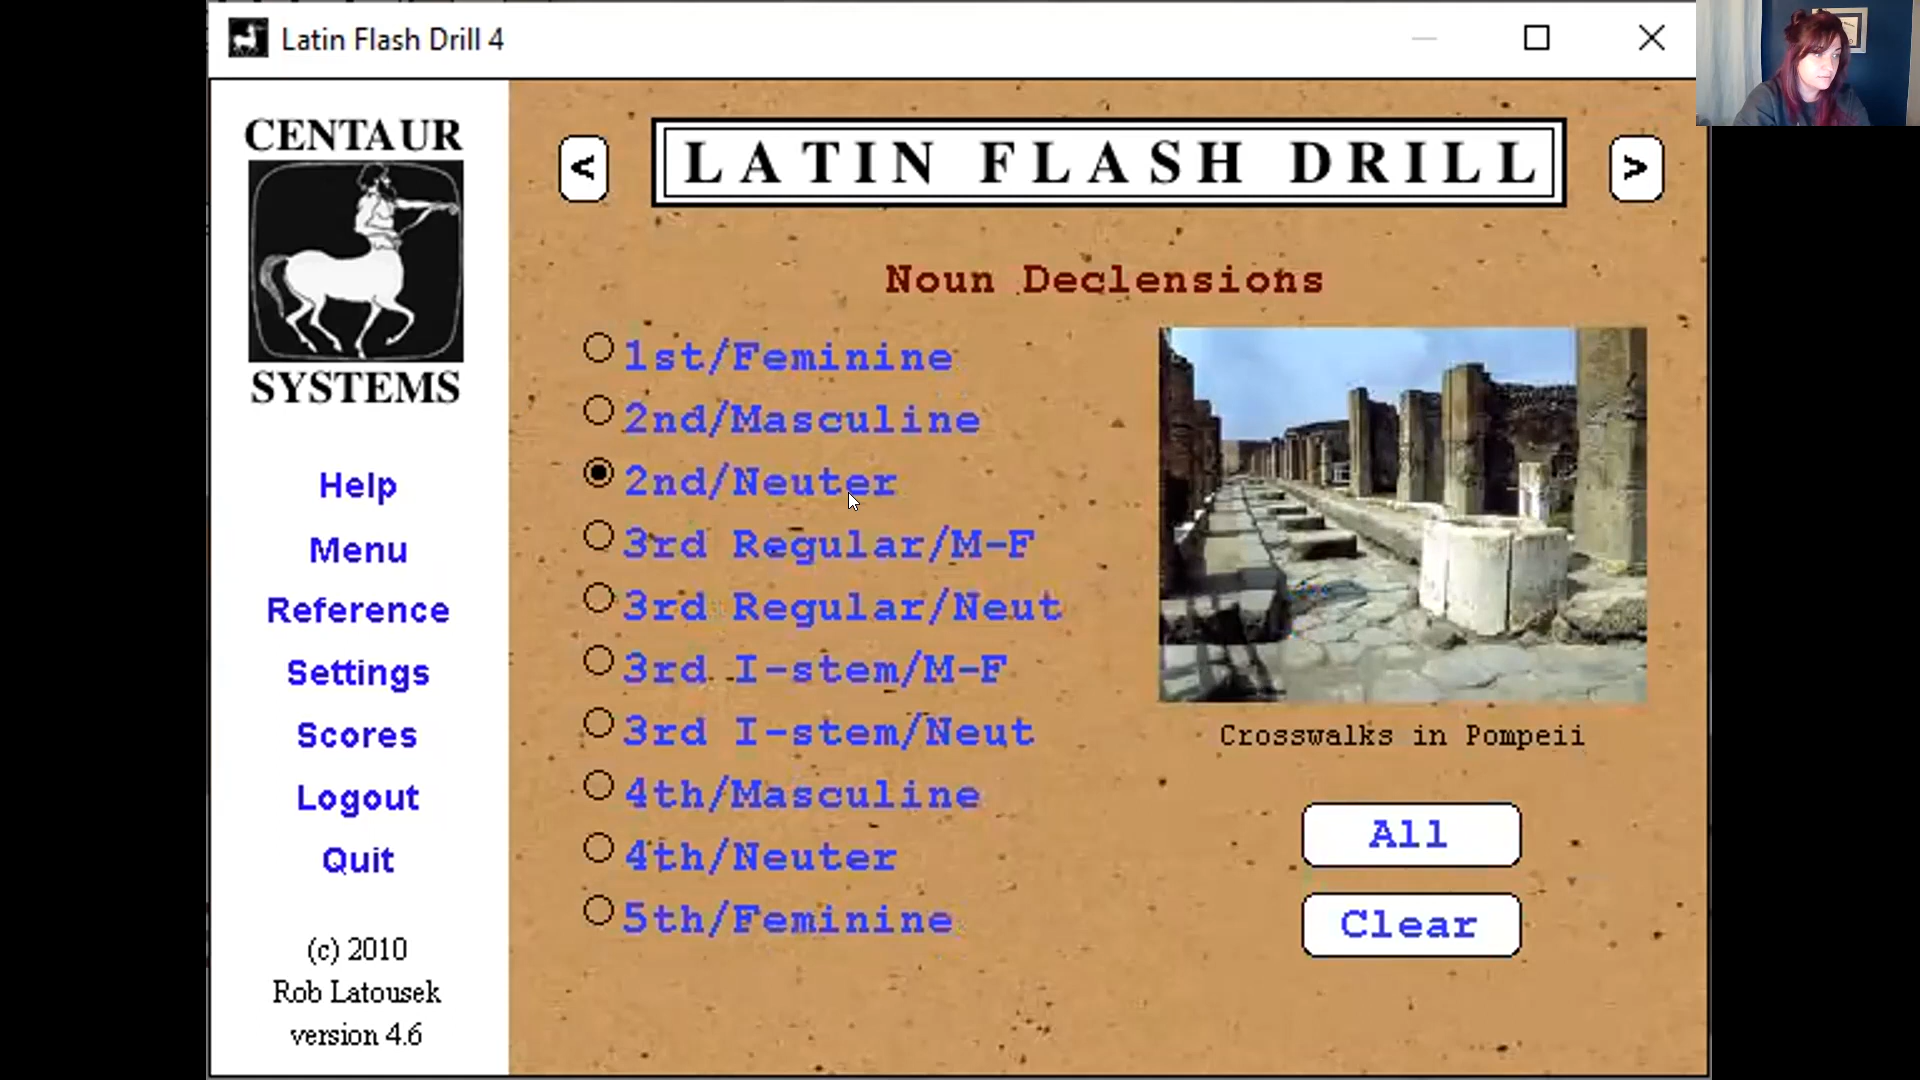 Latin Flash Drill 4
CENTAUR
SYSTEMS
Help
Menu
Reference
Settings
Scores
Logout
Quit
(c) 2010
Rob Latousek
version 4.6
<
LATIN FLASH DRILL
>
Noun Declensions
1st/Feminine
2nd/Masculine
2nd/Neuter
3rd Regular/M-F
3rd Regular/Neut
3rd I-stem/M-F
3rd I-stem/Neut
4th/Masculine
4th/Neuter
5th/Feminine
Crosswalks in Pompeii
All
Clear